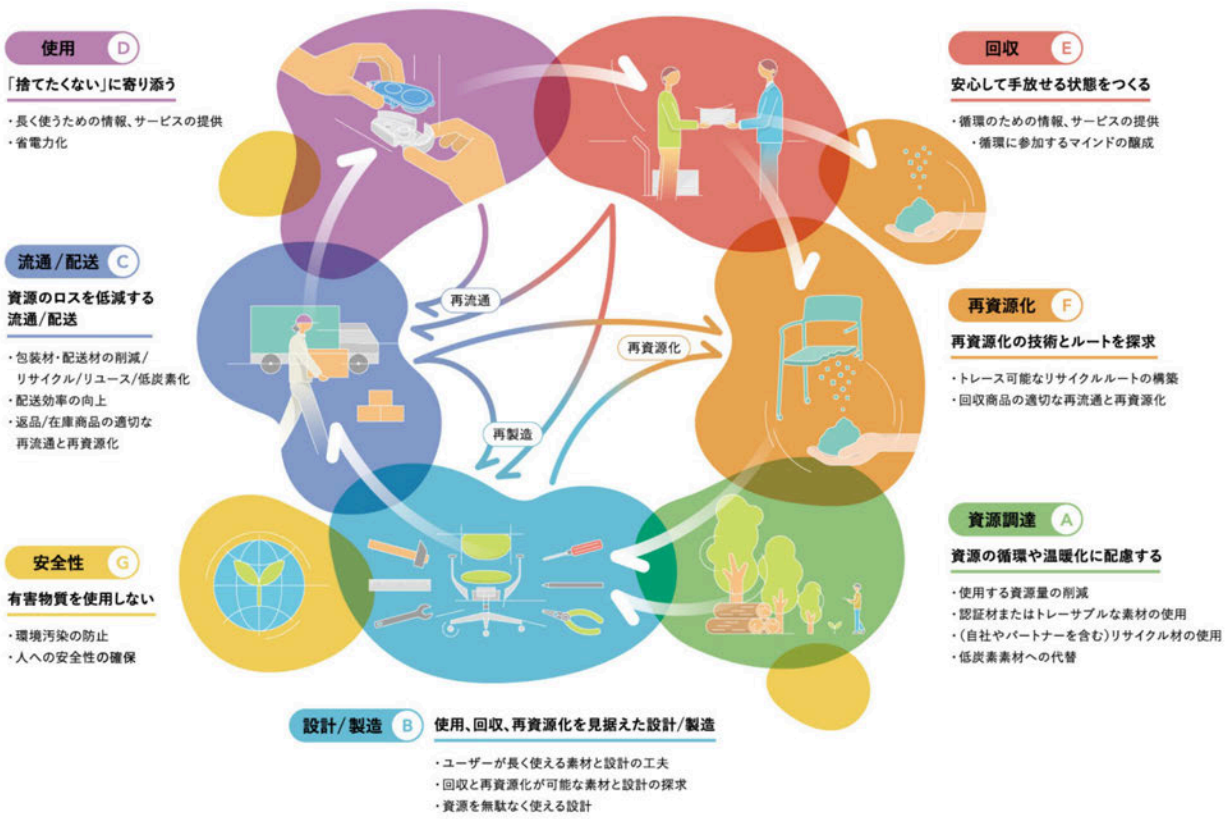 使用 D
「捨てたくない」に寄り添う
・長く使うための情報、サービスの提供
・省電力化
回収 E
安心して手放せる状態をつくる
・循環のための情報、サービスの提供
・循環に参加するマインドの醸成
流通/配送 C
資源のロスを低減する
流通/配送
・包装材・配送材の削減/
リサイクル/リユース/低炭素化
・配送効率の向上
・返品/在庫商品の適切な
再流通と再資源化
再流通
再資源化
再製造
再資源化 F
再資源化の技術とルートを探求
・トレース可能なリサイクルルートの構築
・回収商品の適切な再流通と再資源化
安全性 G
有害物質を使用しない
・環境汚染の防止
・人への安全性の確保
資源調達 A
資源の循環や温暖化に配慮する
・使用する資源量の削減
・認証材またはトレーサブルな素材の使用
・（自社やパートナーを含む）リサイクル材の使用
・低炭素素材への代替
設計/製造 B 使用、回収、再資源化を見据えた設計/製造
・ユーザーが長く使える素材と設計の工夫
・回収と再資源化が可能な素材と設計の探求
・資源を無駄なく使える設計